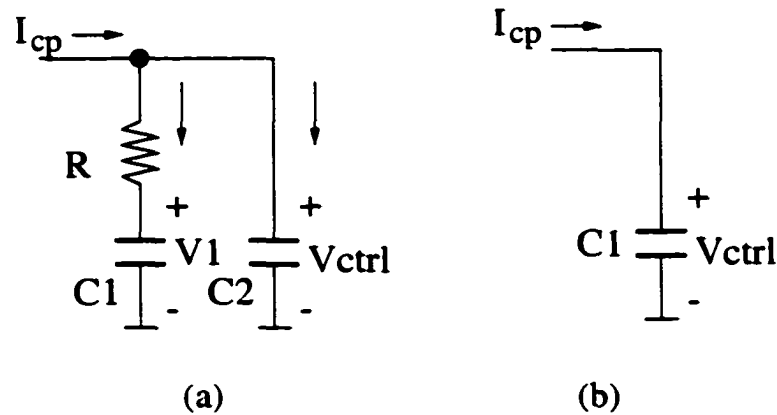 Icp
R
+
V1
C1
-
+
Vctrl
C2
-
(a)
Icp
+
C1
Vctrl
-
(b)